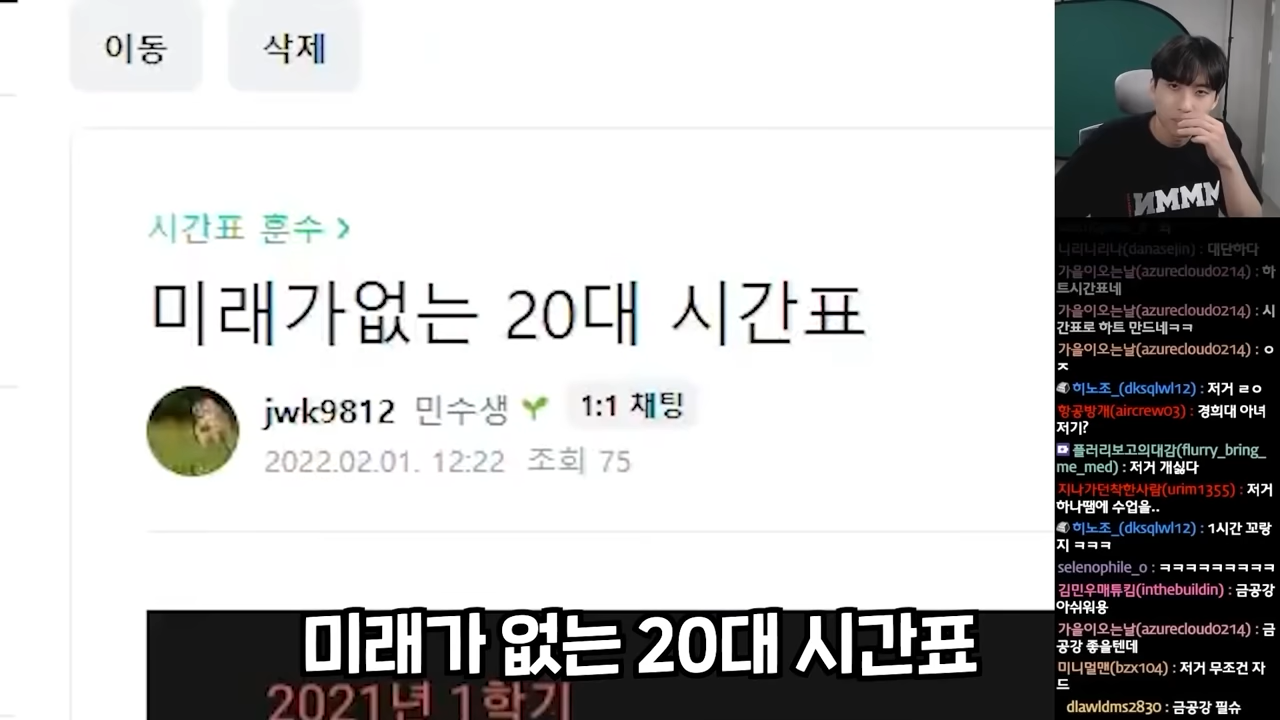 이동
삭제
시간표 훈수 >
미래가없는 20대 시간표
jwk9812 민수생 1:1 채팅
2022.02.01. 12:22 조회 75
미래가 없는 20대 시간표
2021년 1학기
니리니리나(danasejin) : 대단하다
가을이오는날(azurecloud0214) : 하
트시간표네
가을이오는날(azurecloud0214) : 시
간표로 하트 만드네ㅋㅋ
가을이오는날(azurecloud0214) : ㅇ
ㅈ
히노조_(dksqlwl12) : 저거 ㄹㅇ
항공방개(aircrew03) : 경희대 아녀
저기?
플러리보고의대감(flurry_bring_
me_med) : 저거 개싫다
지나가던착한사람(urim1355) : 저거
하나땜에 수업을..
히노조_(dksqlwl12) : 1시간 꼬랑
지 ㅋㅋㅋ
selenophile_o : ㅋㅋㅋㅋㅋㅋㅋㅋㅋ
김민우매튜킴(inthebuildin) : 금공강
아쉬워용
가을이오는날(azurecloud0214) : 금
공강 좋을텐데
미니멀맨(bzx104) : 저거 무조건 자
드
dlawldms2830 : 금공강 필슈